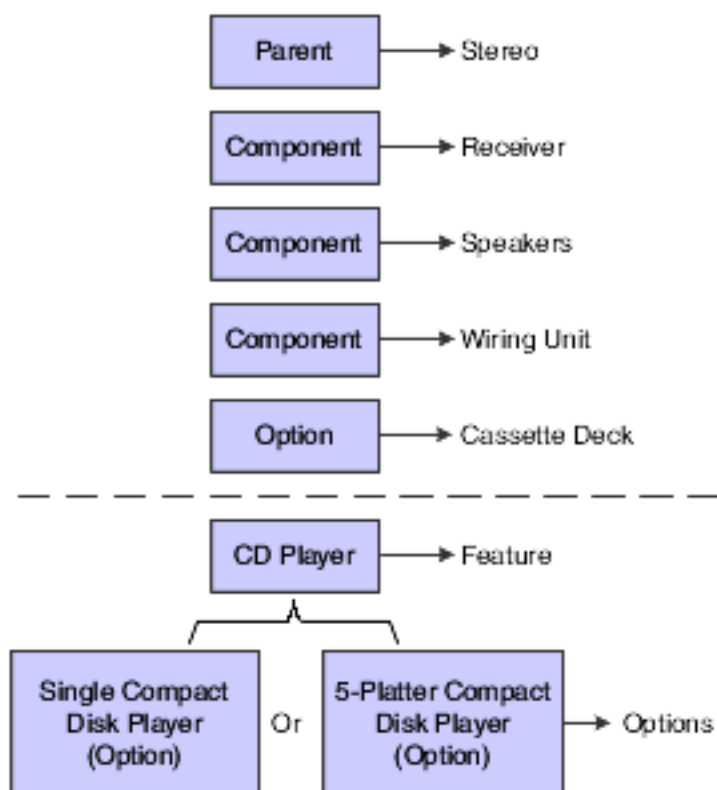 Parent Stereo
Component Receiver
Component Speakers
Component Wiring Unit
Option Cassette Deck
CD Player Feature
Single Compact
Disk Player
(Option)
Or
5-Platter Compact
Disk Player
(Option)
Options